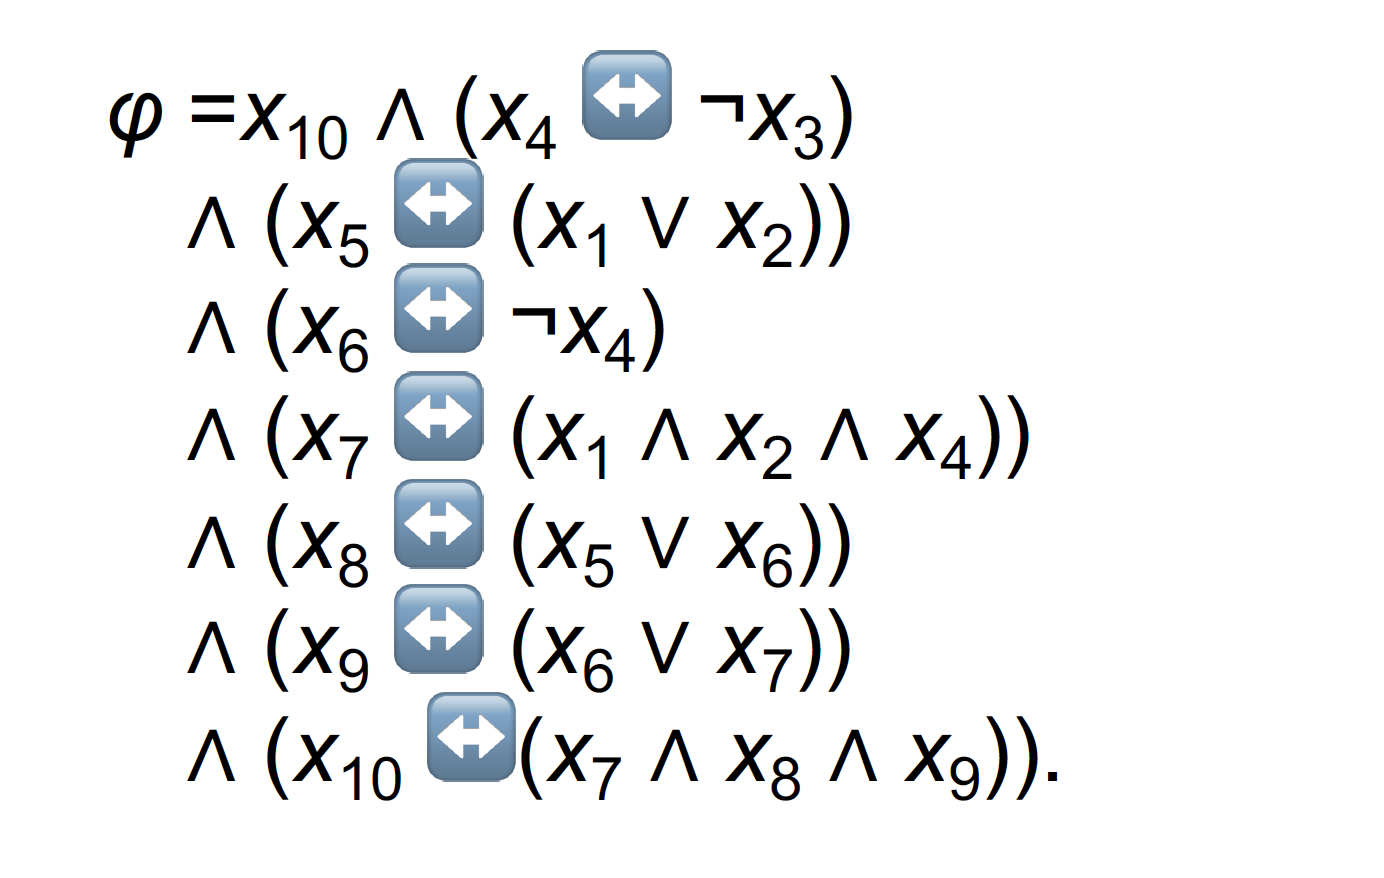 φ =x₁₀ ∧ (x₄ ↔️ ¬x₃)
∧ (x₅ ↔️ (x₁ ∨ x₂))
∧ (x₆ ↔️ ¬x₄)
∧ (x₇ ↔️ (x₁ ∧ x₂ ∧ x₄))
∧ (x₈ ↔️ (x₅ ∨ x₆))
∧ (x₉ ↔️ (x₆ ∨ x₇))
∧ (x₁₀ ↔️(x₇ ∧ x₈ ∧ x₉)).